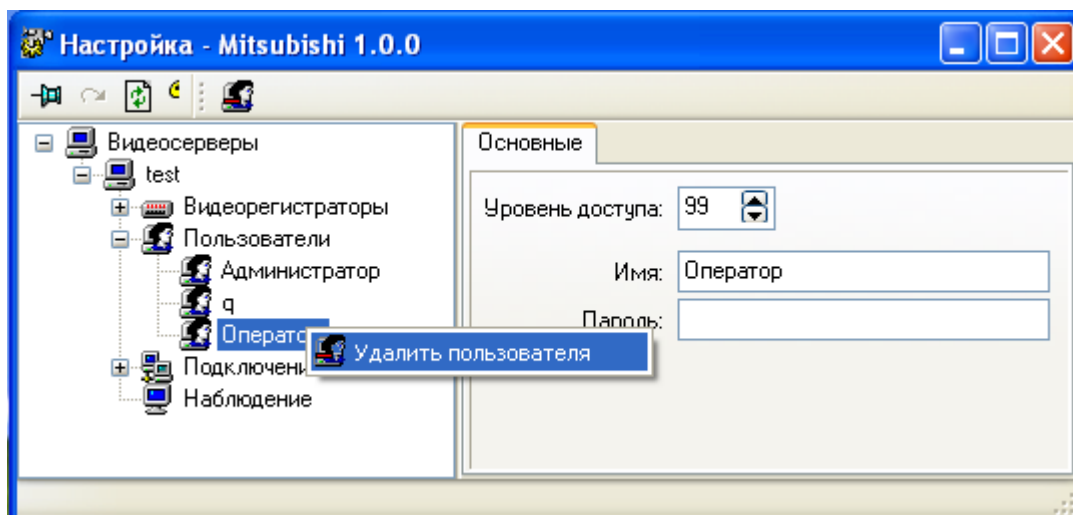 Настройка - Mitsubishi 1.0.0
Видеосерверы
test
Видеорегистраторы
Пользователи
Администратор
q
Операто
Удалить пользователя
Подключени
Наблюдение
Основные
Уровень доступа: 99
Имя: Оператор
Пароль: